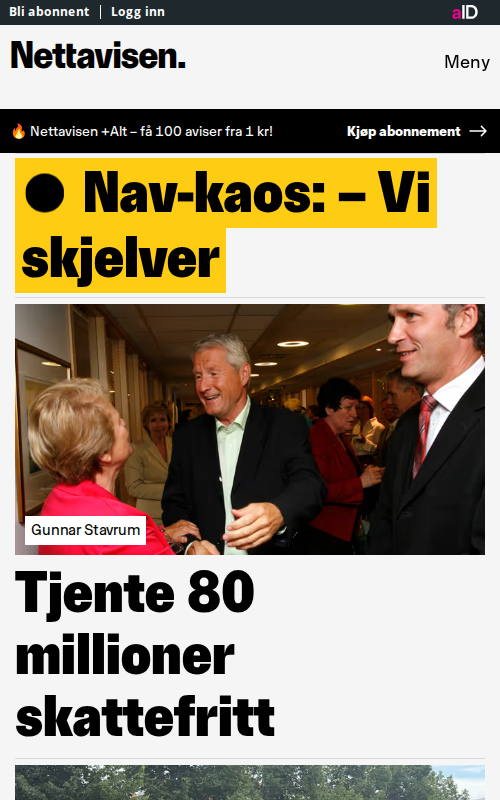 Bli abonnent | Logg inn
aID
Nettavisen.
Meny
🔥 Nettavisen +Alt – få 100 aviser fra 1 kr!
Kjøp abonnement →
● Nav-kaos: – Vi
skjelver
Gunnar Stavrum
Tjente 80
millioner
skattefritt